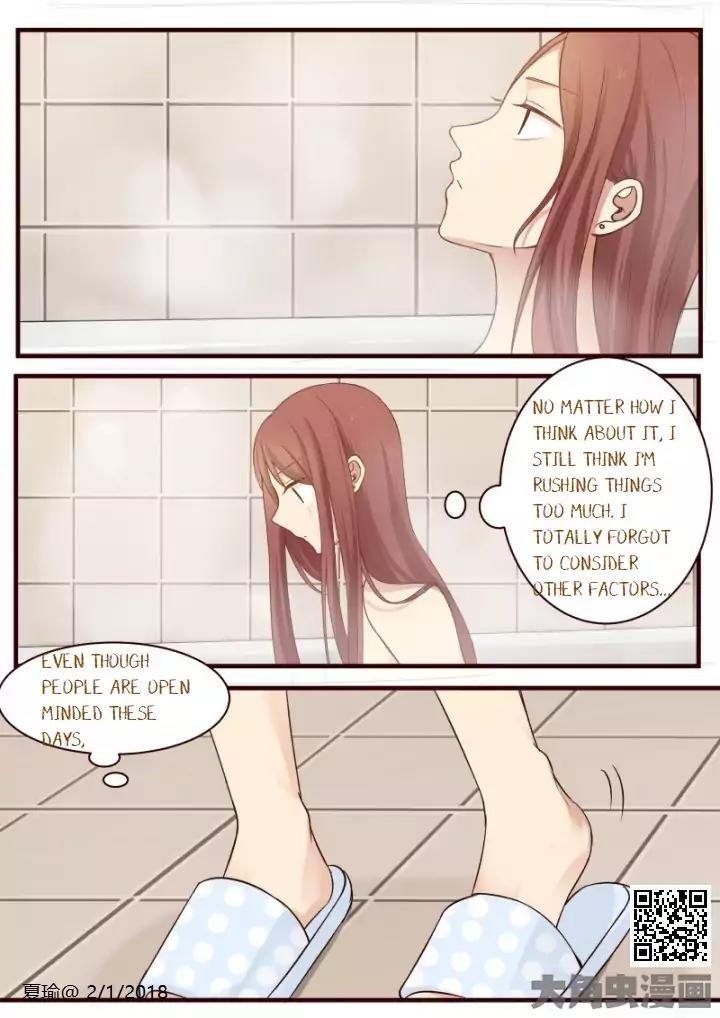 NO MATTER HOW I
THINK ABOUT IT, I
STILL THINK I'M
RUSHING THINGS
TOO MUCH. I
TOTALLY FORGOT
TO CONSIDER
OTHER FACTORS...
EVEN THOUGH
PEOPLE ARE OPEN
MINDED THESE
DAYS,
夏瑜@ 2/1/2018
大角虫漫画